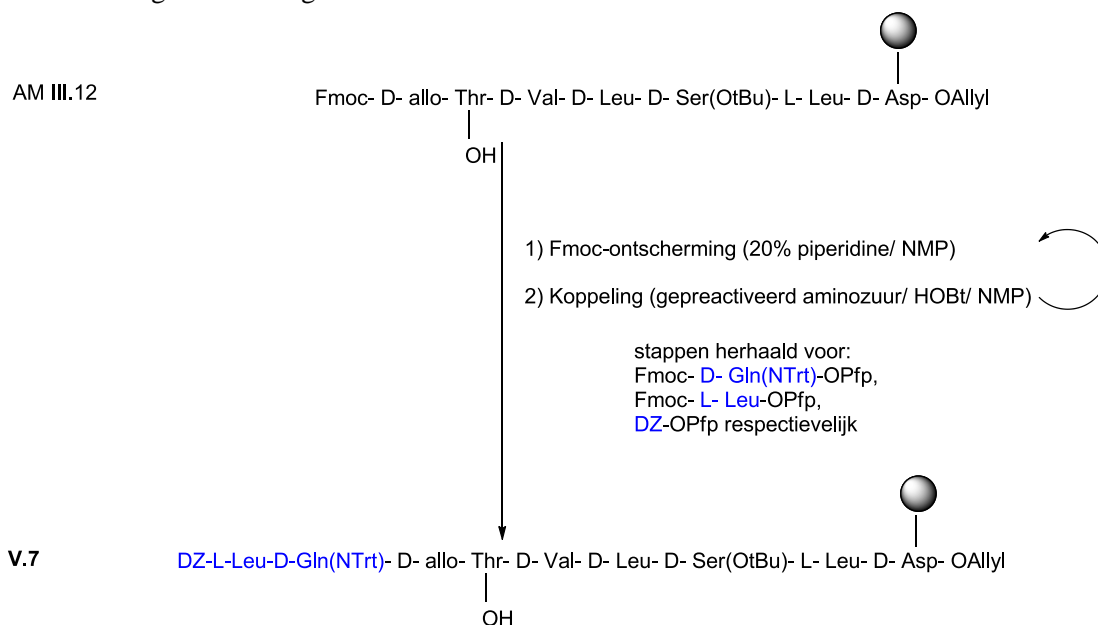 AM III.12
Fmoc- D- allo- Thr- D- Val- D- Leu- D- Ser(OtBu)- L- Leu- D- Asp- OAllyl
OH
1) Fmoc-ontscherming (20% piperidine/ NMP)
2) Koppeling (gepreactiveerd aminozuur/ HOBt/ NMP)
stappen herhaald voor:
Fmoc- D- Gln(NTrt)-OPfp,
Fmoc- L- Leu-OPfp,
DZ-OPfp respectievelijk
V.7
DZ-L-Leu-D-Gln(NTrt)- D- allo- Thr- D- Val- D- Leu- D- Ser(OtBu)- L- Leu- D- Asp- OAllyl
OH